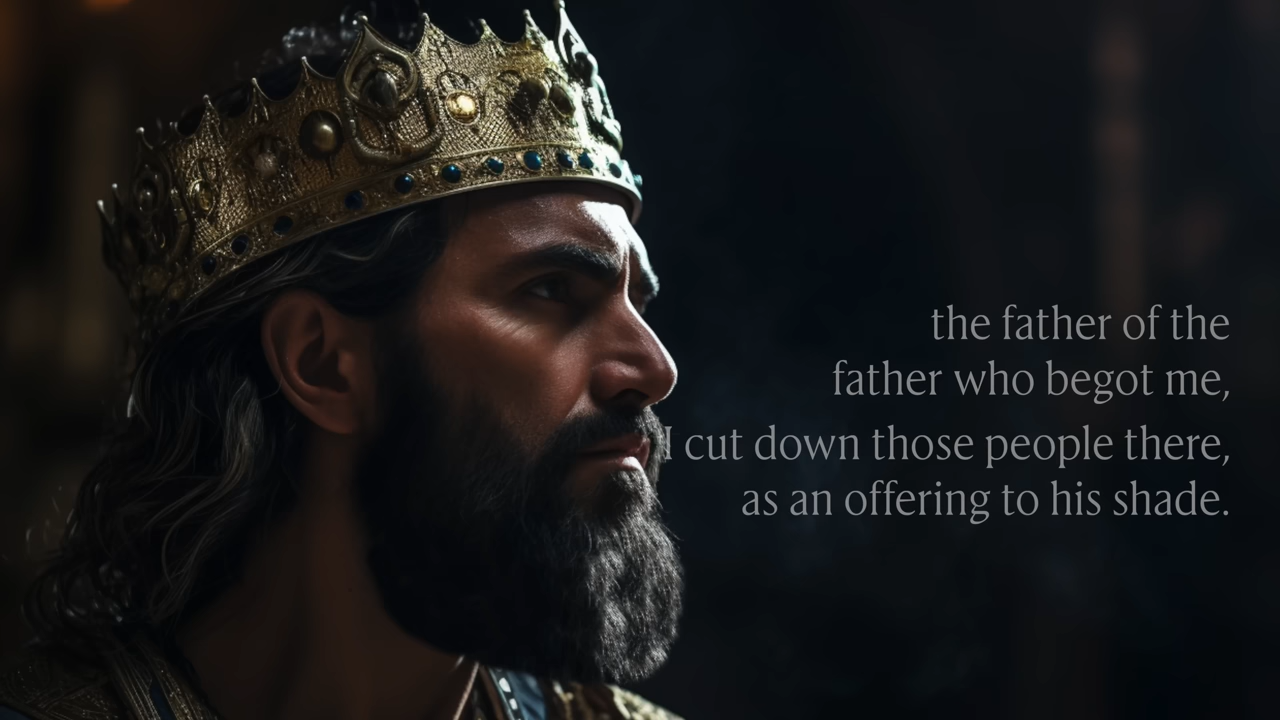 the father of the
father who begot me,
I cut down those people there,
as an offering to his shade.